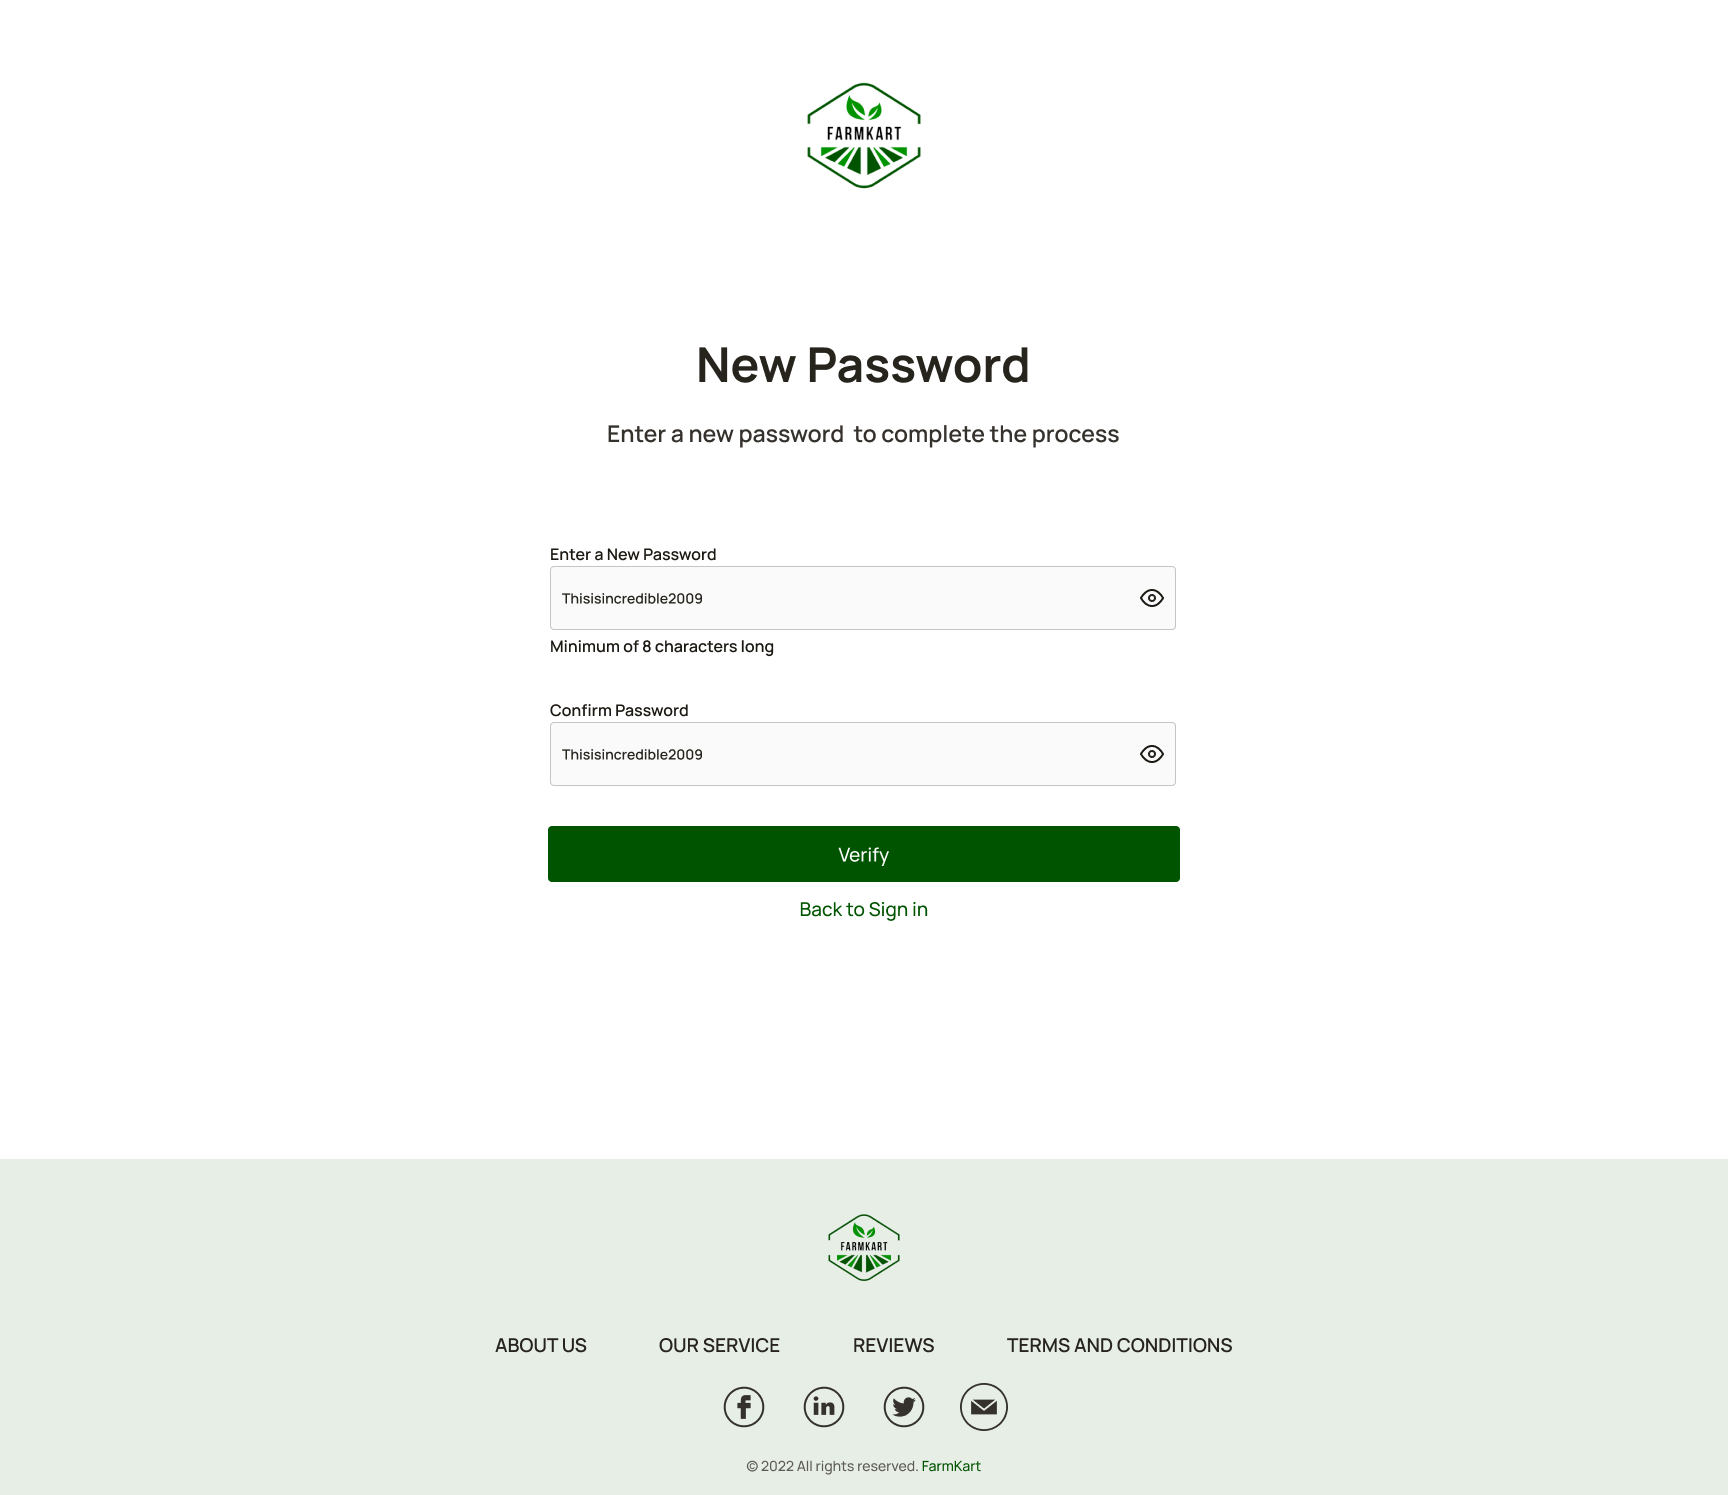 FARMKART
New Password
Enter a new password  to complete the process
Enter a New Password
Thisisincredible2009
Minimum of 8 characters long
Confirm Password
Thisisincredible2009
Verify
Back to Sign in
FARMKART
ABOUT US OUR SERVICE REVIEWS TERMS AND CONDITIONS
© 2022 All rights reserved. FarmKart